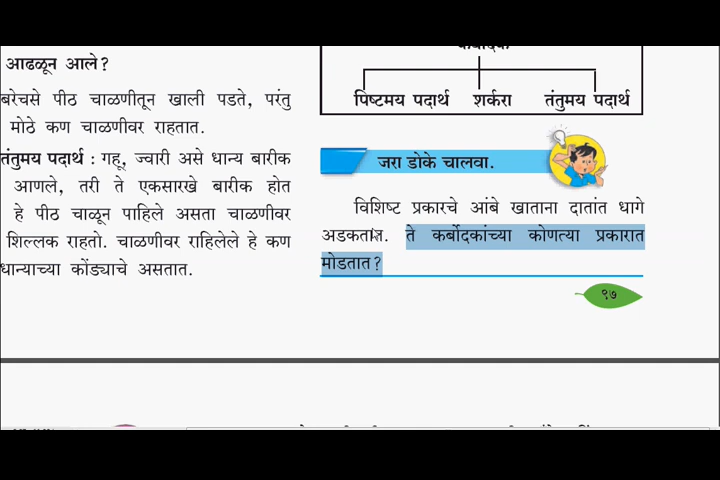 आढळून आले?
बरेचसे पीठ चाळणीतून खाली पडते, परंतु
मोठे कण चाळणीवर राहतात.
तंतुमय पदार्थ : गहू, ज्वारी असे धान्य बारीक
आणले, तरी ते एकसारखे बारीक होत
हे पीठ चाळून पाहिले असता चाळणीवर
शिल्लक राहतो. चाळणीवर राहिलेले हे कण
धान्याच्या कोंड्याचे असतात.
पिष्टमय पदार्थ शर्करा तंतुमय पदार्थ
जरा डोके चालवा.
विशिष्ट प्रकारचे आंबे खाताना दातांत धागे
अडकतात. ते कर्बोदकांच्या कोणत्या प्रकारात
मोडतात?
९७